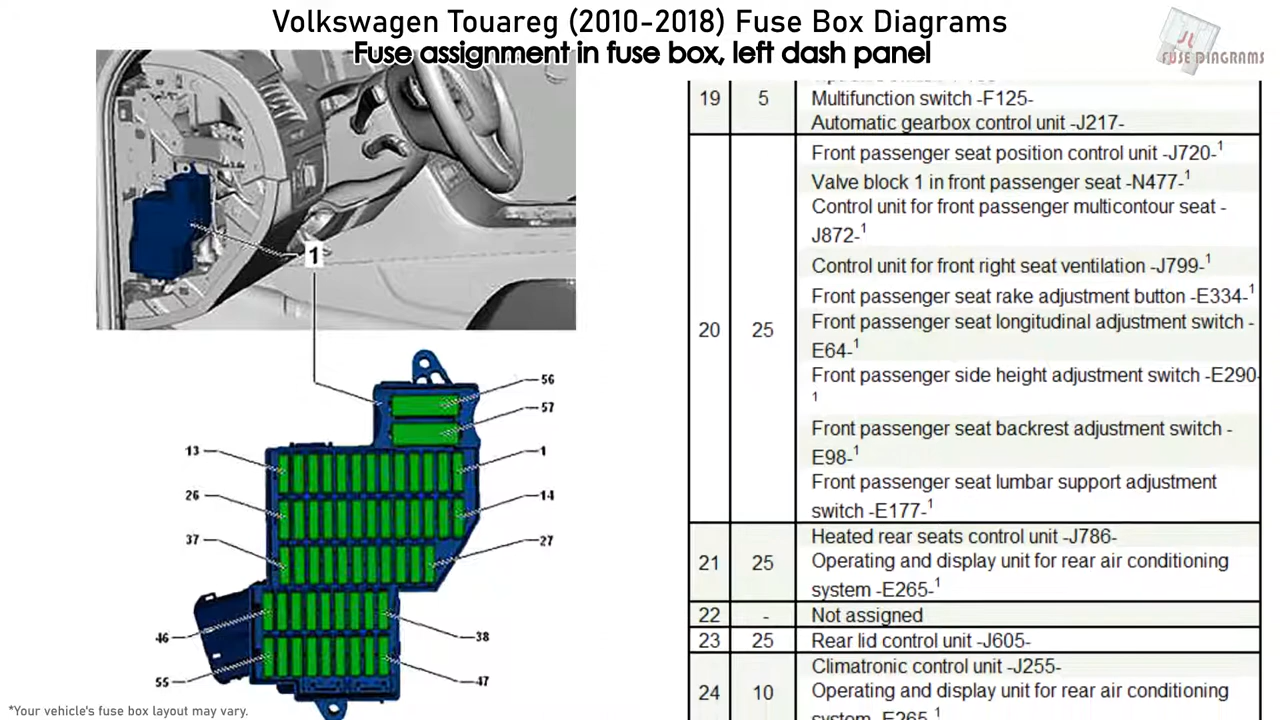 Volkswagen Touareg (2010-2018) Fuse Box Diagrams
Fuse assignment in fuse box, left dash panel
JL
FUSE DIAGRAMS
1
56
57
13
1
26
14
37
27
46
38
55
47
*Your vehicle's fuse box layout may vary.
19 5 Multifunction switch -F125-
Automatic gearbox control unit -J217-
Front passenger seat position control unit -J720-1
Valve block 1 in front passenger seat -N477-1
Control unit for front passenger multicontour seat -
J872-1
Control unit for front right seat ventilation -J799-1
Front passenger seat rake adjustment button -E334-1
Front passenger seat longitudinal adjustment switch -
20 25
E64-1
Front passenger side height adjustment switch -E290-
1
Front passenger seat backrest adjustment switch -
E98-1
Front passenger seat lumbar support adjustment
switch -E177-1
Heated rear seats control unit -J786-
21 25 Operating and display unit for rear air conditioning
system -E265-1
22 - Not assigned
23 25 Rear lid control unit -J605-
Climatronic control unit -J255-
24 10 Operating and display unit for rear air conditioning
system -E265-1